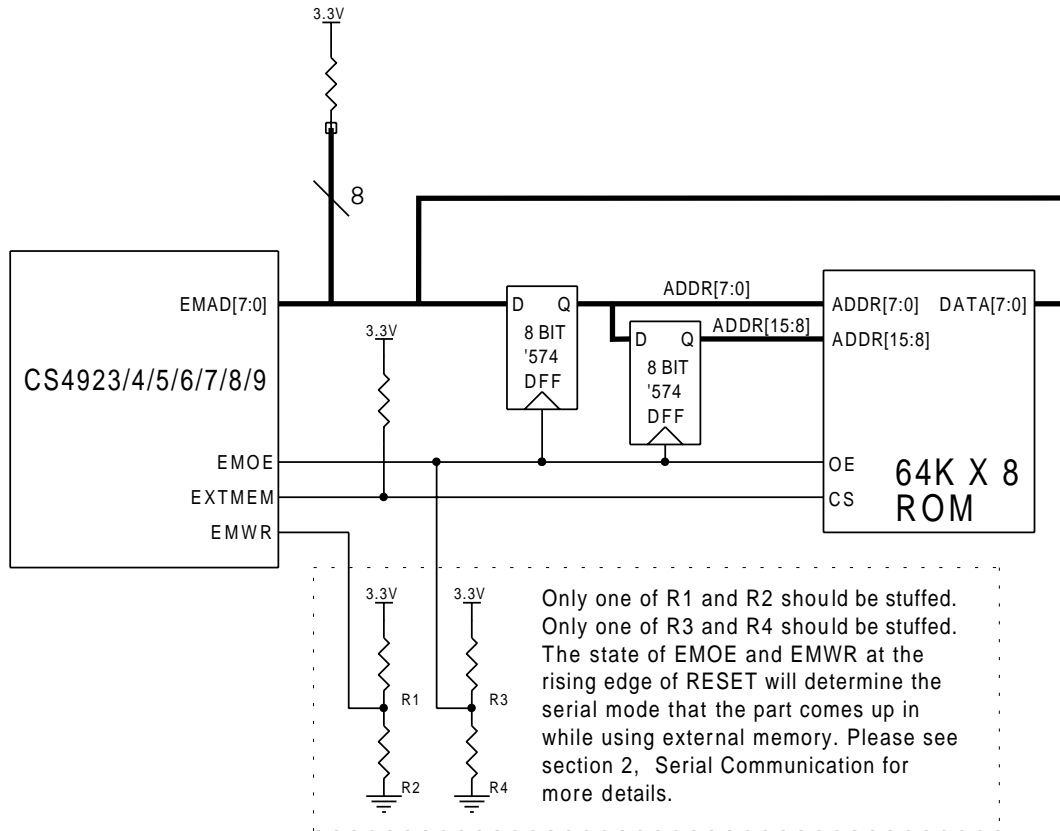 3.3V
8
EMAD[7:0]
CS4923/4/5/6/7/8/9
EMOE
EXTMEM
EMWR
3.3V
D Q
8 BIT
'574
DFF
ADDR[7:0]
D Q
8 BIT
'574
DFF
ADDR[15:8]
ADDR[7:0] DATA[7:0]
ADDR[15:8]
OE
CS
64K X 8
ROM
3.3V
R1
R2
3.3V
R3
R4
Only one of R1 and R2 should be stuffed.
Only one of R3 and R4 should be stuffed.
The state of EMOE and EMWR at the
rising edge of RESET will determine the
serial mode that the part comes up in
while using external memory. Please see
section 2, Serial Communication for
more details.